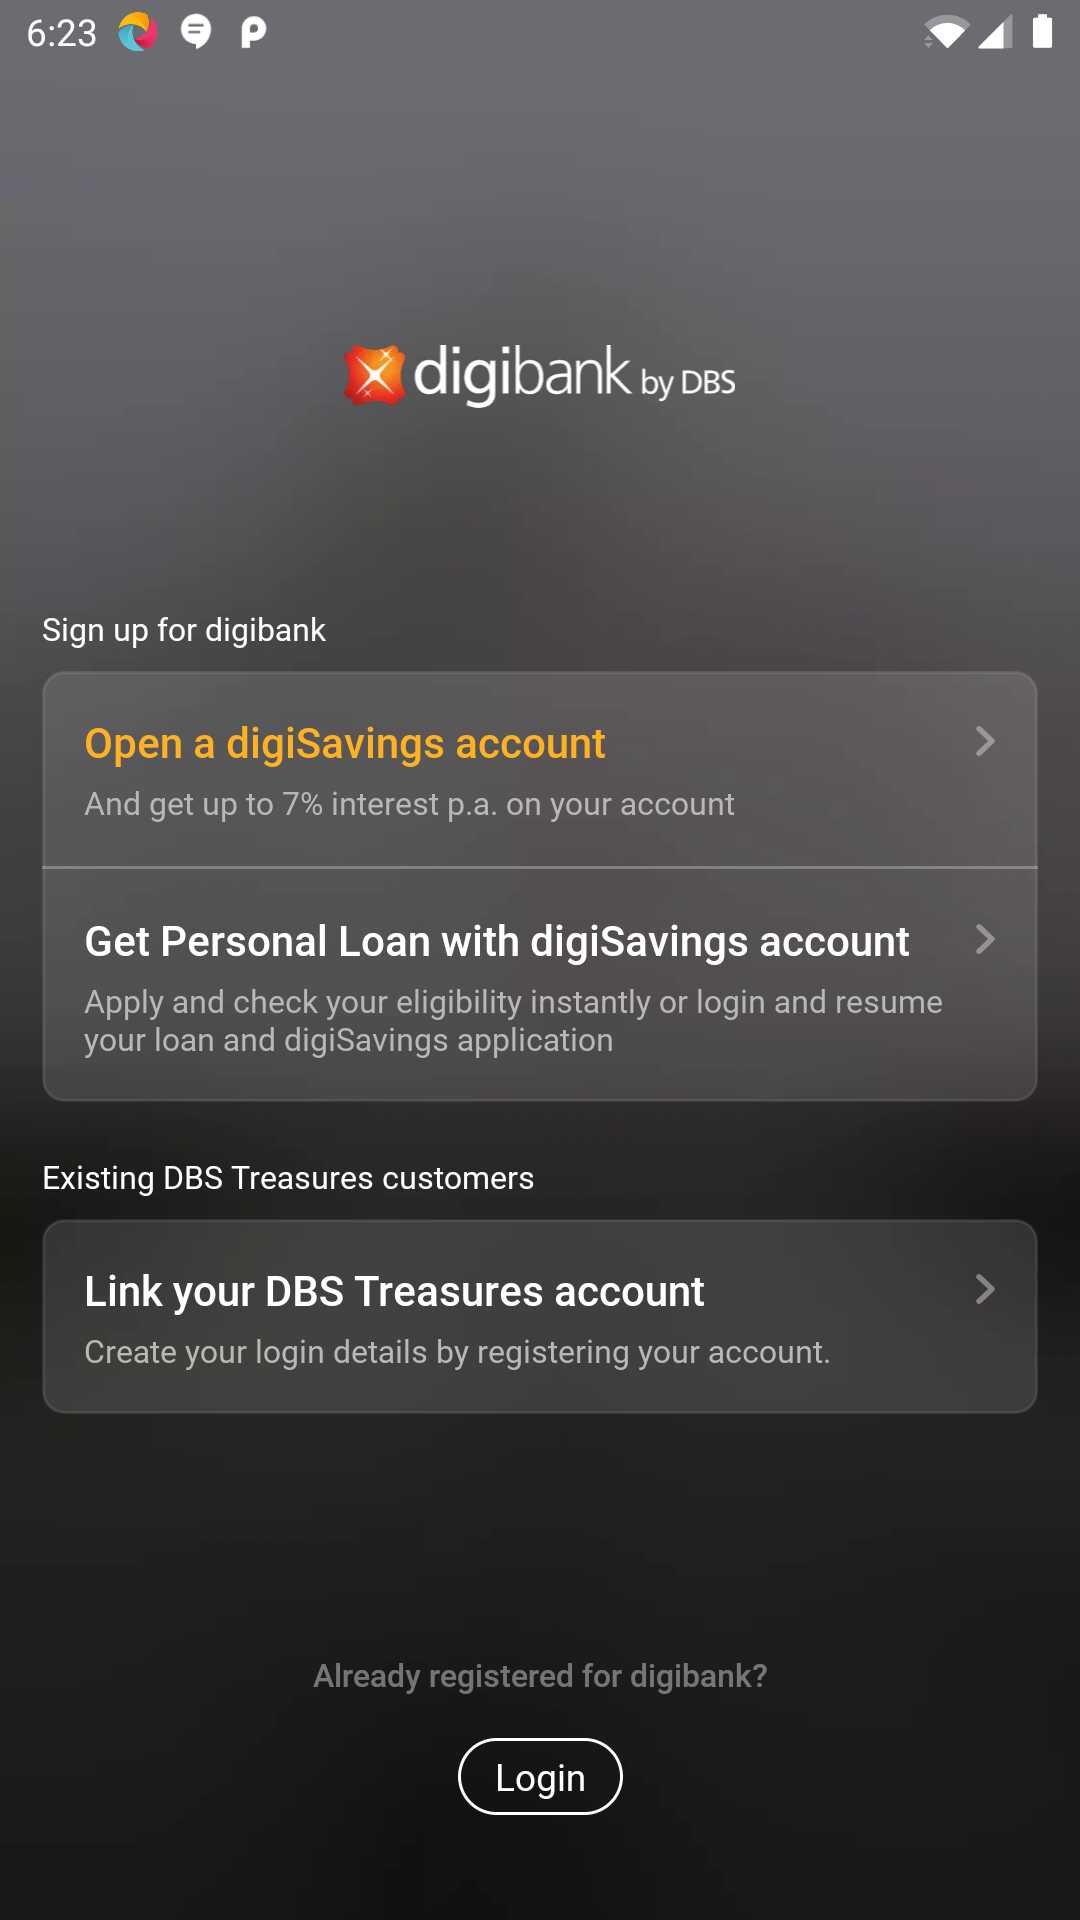 6:23
digibank by DBS
Sign up for digibank
Open a digiSavings account
And get up to 7% interest p.a. on your account
Get Personal Loan with digiSavings account
Apply and check your eligibility instantly or login and resume
your loan and digiSavings application
Existing DBS Treasures customers
Link your DBS Treasures account
Create your login details by registering your account.
Already registered for digibank?
Login